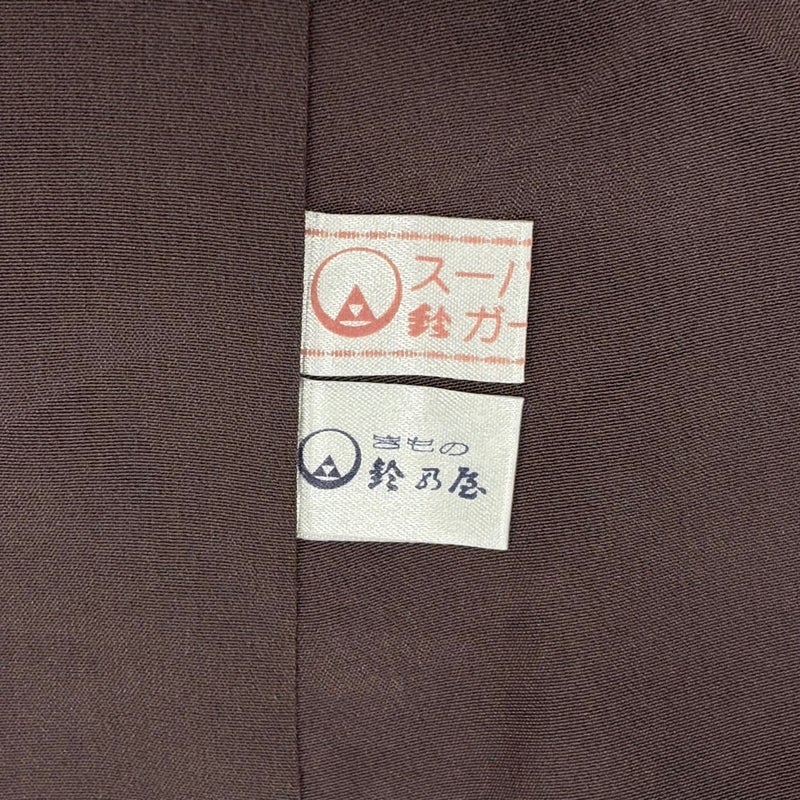 スーパ
鈴ガー
きもの
鈴乃屋